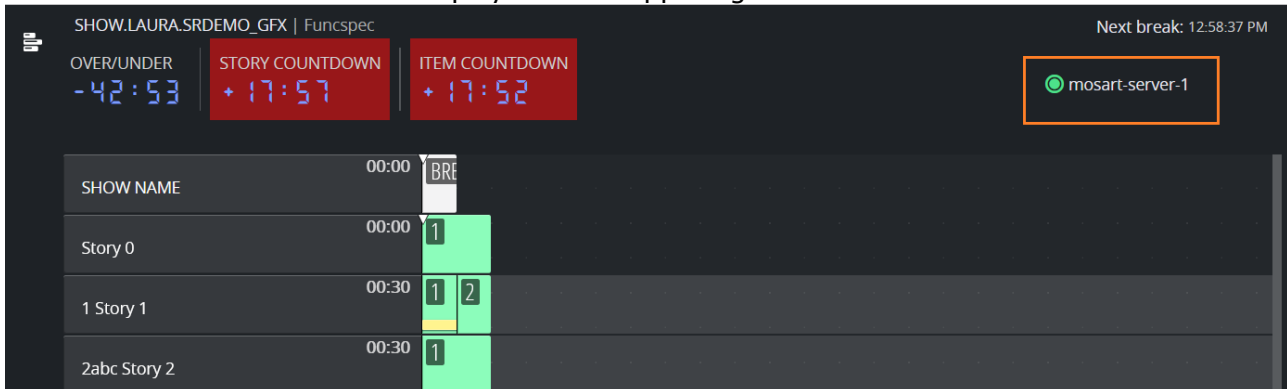 SHOW.LAURA.SRDEMO_GFX | Funcspec
Next break: 12:58:37 PM
OVER/UNDER
STORY COUNTDOWN
ITEM COUNTDOWN
-42:53
+17:57
+17:52
mosart-server-1
SHOW NAME
00:00
BRE
Story 0
00:00
1
1 Story 1
00:30
1
2
2abc Story 2
00:30
1